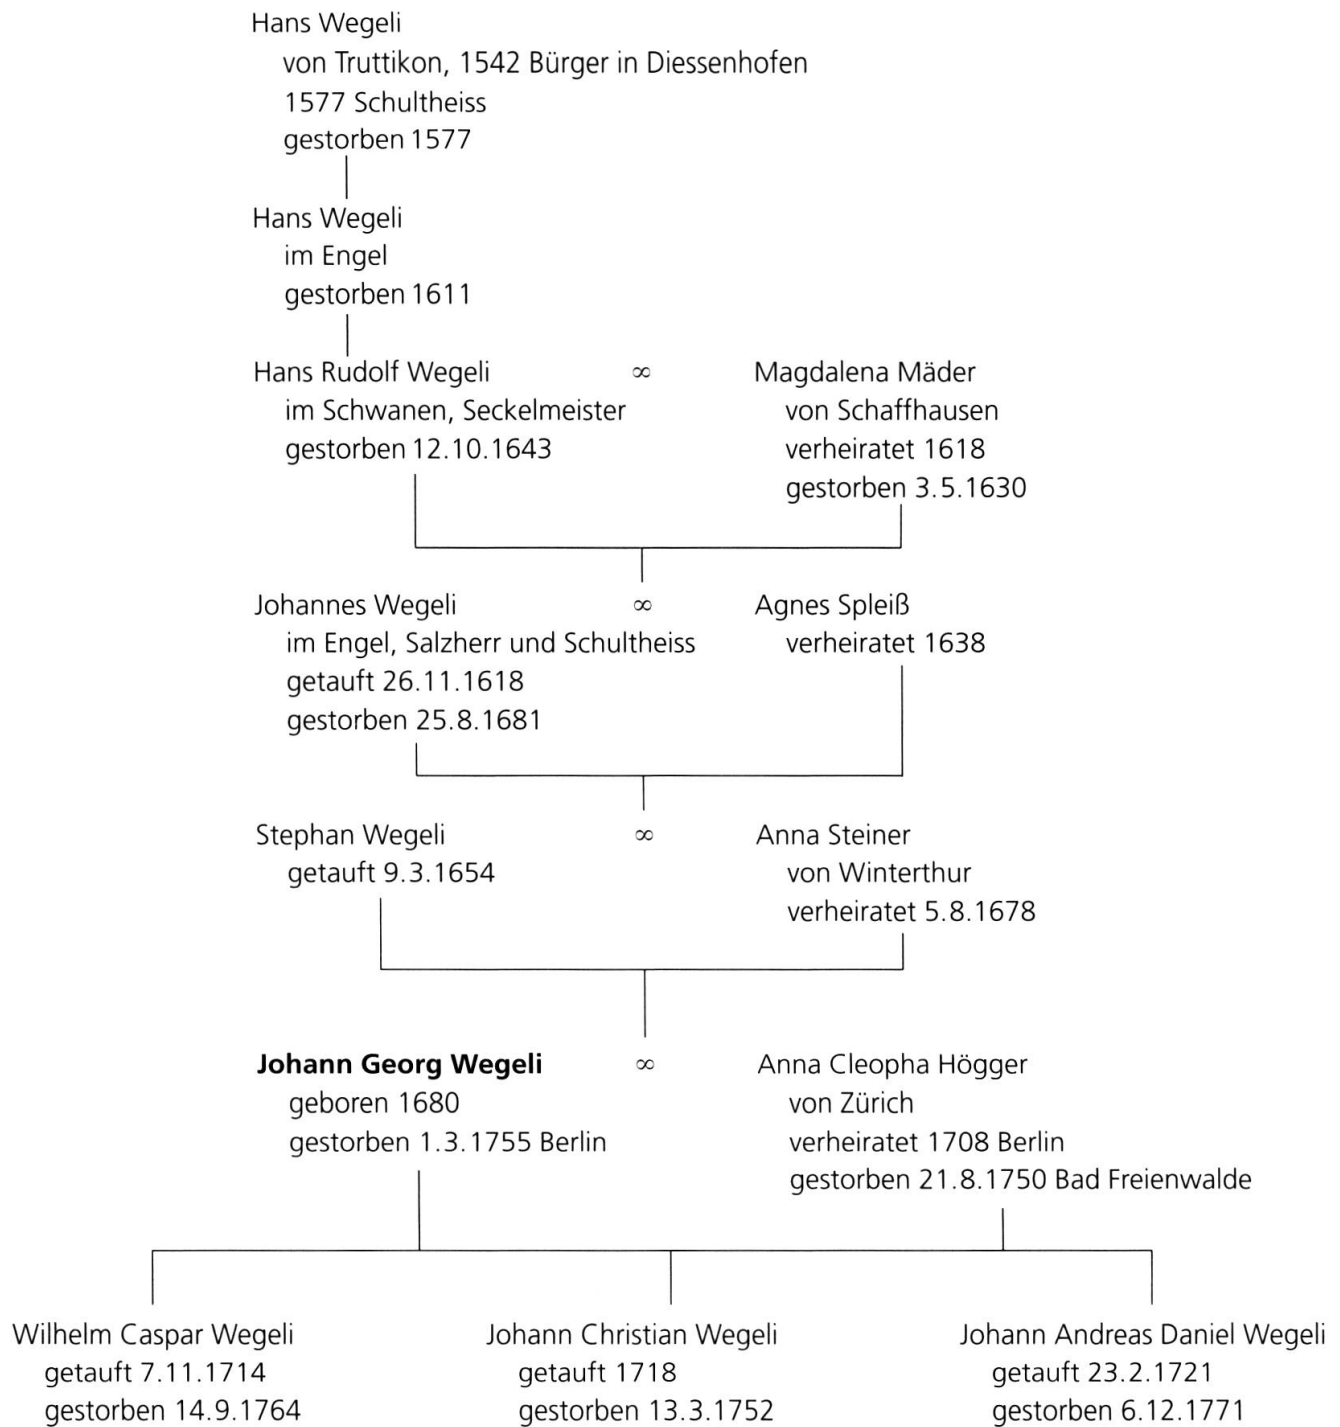 Hans Wegeli
von Truttikon, 1542 Bürger in Diessenhofen
1577 Schultheiss
gestorben 1577
Hans Wegeli
im Engel
gestorben 1611
Hans Rudolf Wegeli ∞ Magdalena Mäder
im Schwanen, Seckelmeister von Schaffhausen
gestorben 12.10.1643 verheiratet 1618
gestorben 3.5.1630
Johannes Wegeli ∞ Agnes Spleiß
im Engel, Salzherr und Schultheiss verheiratet 1638
getauft 26.11.1618
gestorben 25.8.1681
Stephan Wegeli ∞ Anna Steiner
getauft 9.3.1654 von Winterthur
verheiratet 5.8.1678
Johann Georg Wegeli ∞ Anna Cleopha Högger
geboren 1680 von Zürich
gestorben 1.3.1755 Berlin verheiratet 1708 Berlin
gestorben 21.8.1750 Bad Freienwalde
Wilhelm Caspar Wegeli Johann Christian Wegeli Johann Andreas Daniel Wegeli
getauft 7.11.1714 getauft 1718 getauft 23.2.1721
gestorben 14.9.1764 gestorben 13.3.1752 gestorben 6.12.1771